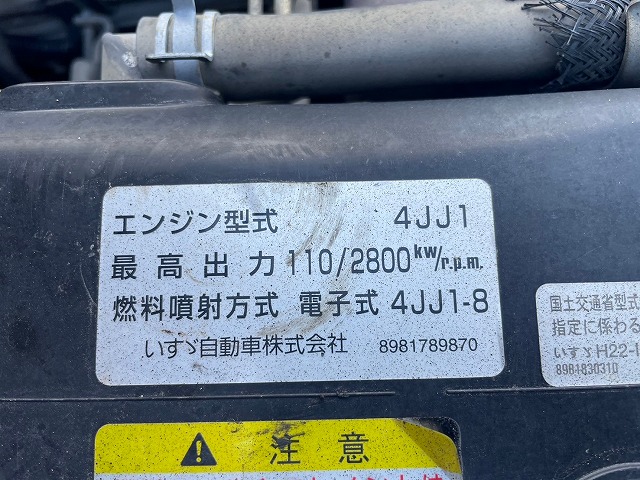 エンジン型式 4JJ1
最高出力 110/2800kW/r.p.m.
燃料噴射方式 電子式 4JJ1-8
いすゞ自動車株式会社 8981789870
国土交通省型式
指定に係わる
いすゞH22-
8981830310
注意